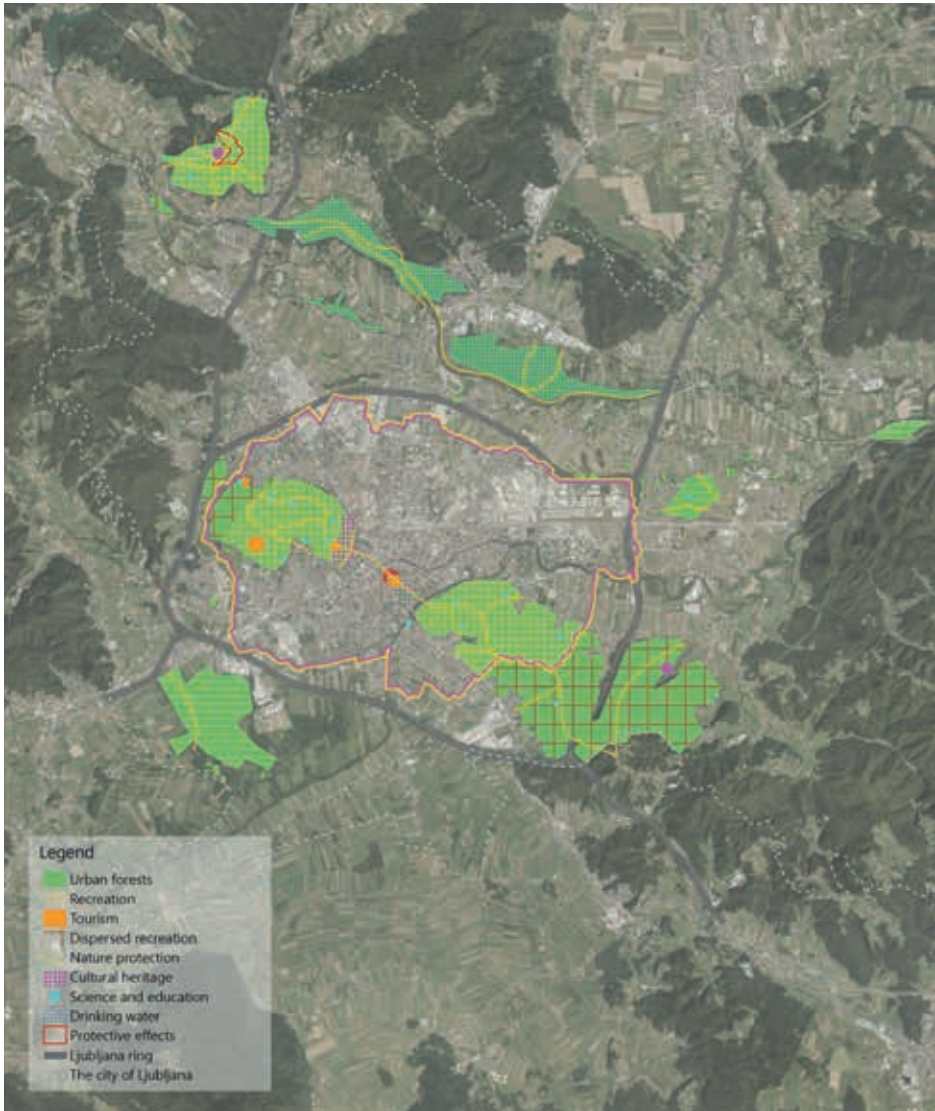 Legend
Urban forests
Recreation
Tourism
Dispersed recreation
Nature protection
Cultural heritage
Science and education
Drinking water
Protective effects
Ljubljana ring
The city of Ljubljana